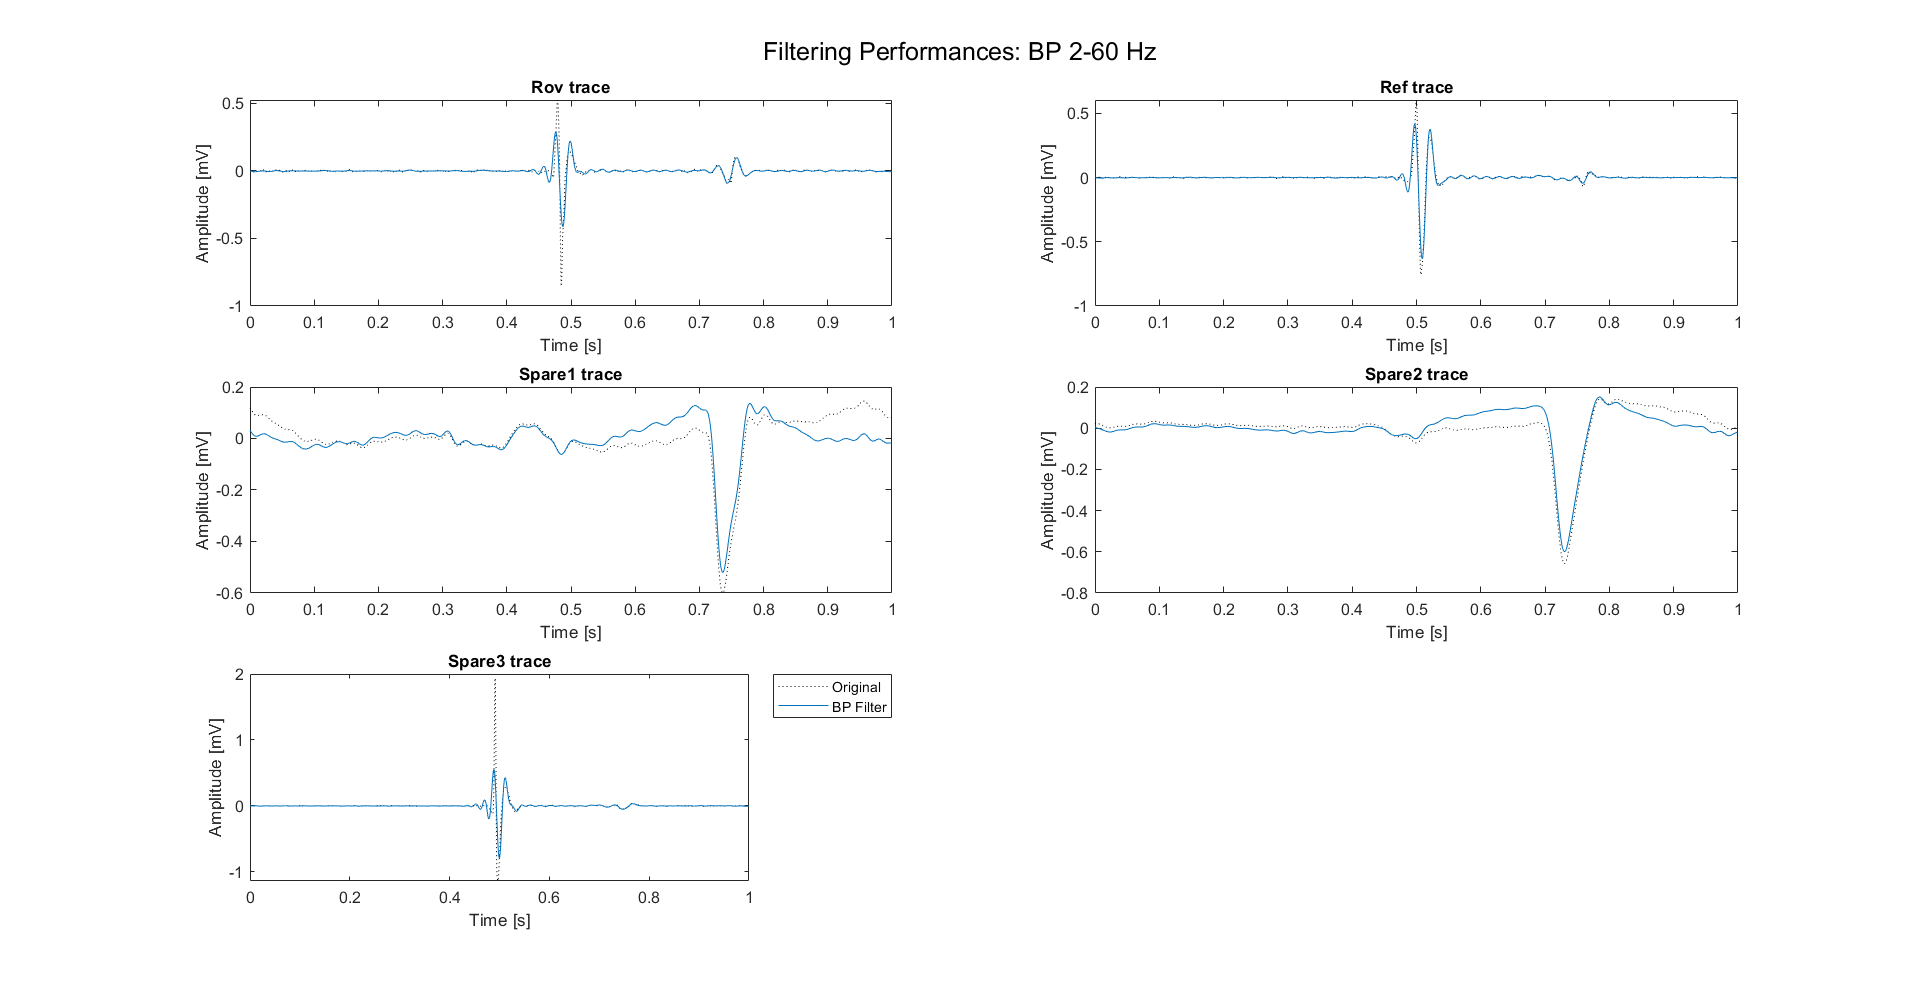 Filtering Performances: BP 2-60 Hz
Rov trace
Amplitude [mV]
0.5
0
-0.5
-1
0 0.1 0.2 0.3 0.4 0.5 0.6 0.7 0.8 0.9 1
Time [s]
Ref trace
Amplitude [mV]
0.5
0
-0.5
-1
0 0.1 0.2 0.3 0.4 0.5 0.6 0.7 0.8 0.9 1
Time [s]
Spare1 trace
Amplitude [mV]
0.2
0
-0.2
-0.4
-0.6
0 0.1 0.2 0.3 0.4 0.5 0.6 0.7 0.8 0.9 1
Time [s]
Spare2 trace
Amplitude [mV]
0.2
0
-0.2
-0.4
-0.6
-0.8
0 0.1 0.2 0.3 0.4 0.5 0.6 0.7 0.8 0.9 1
Time [s]
Spare3 trace
Amplitude [mV]
2
1
0
-1
0 0.2 0.4 0.6 0.8 1
Time [s]
Original
BP Filter